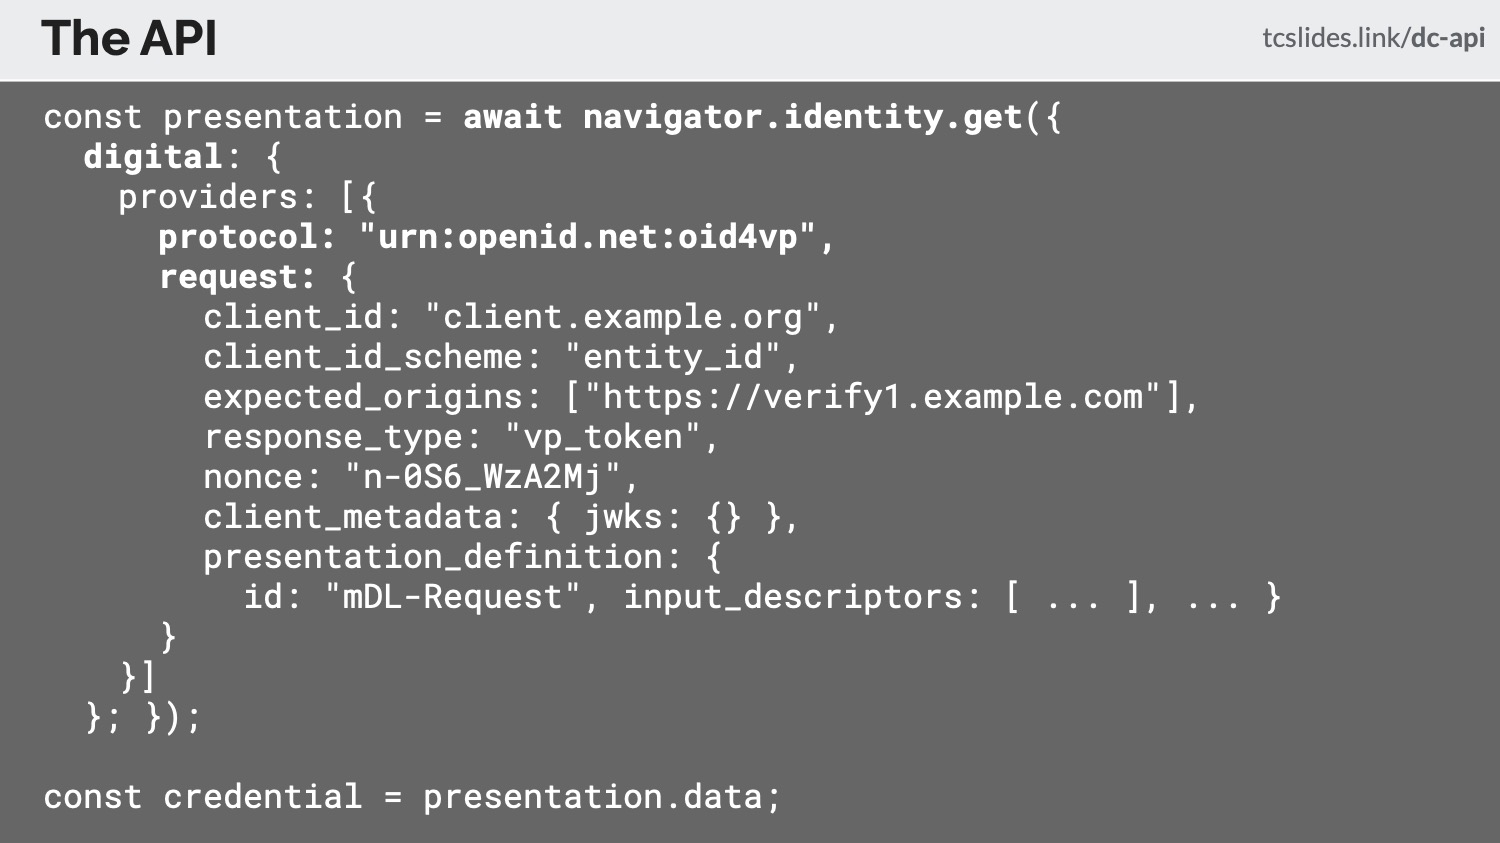 The API
tcslides.link/dc-api
const presentation = await navigator.identity.get({
  digital: {
    providers: [{
      protocol: "urn:openid.net:oid4vp",
      request: {
        client_id: "client.example.org",
        client_id_scheme: "entity_id",
        expected_origins: ["https://verify1.example.com"],
        response_type: "vp_token",
        nonce: "n-0S6_WzA2Mj",
        client_metadata: { jwks: {} },
        presentation_definition: {
          id: "mDL-Request", input_descriptors: [ ... ], ... }
      }
    }]
  }; });
const credential = presentation.data;